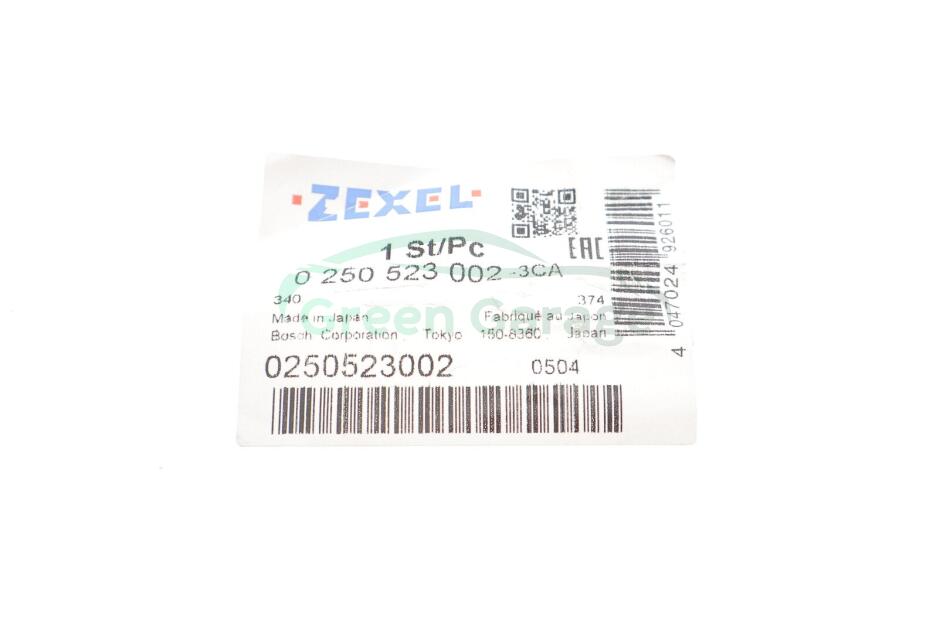 ZEXEL
1 St/Pc
EAC
0 250 523 002 -3CA
340 374
Made in Japan Fabriqué au Japon
Bosch Corporation, Tokyo 150-8360, Japan
0250523002 0504
4 047024 926011
Green Garage